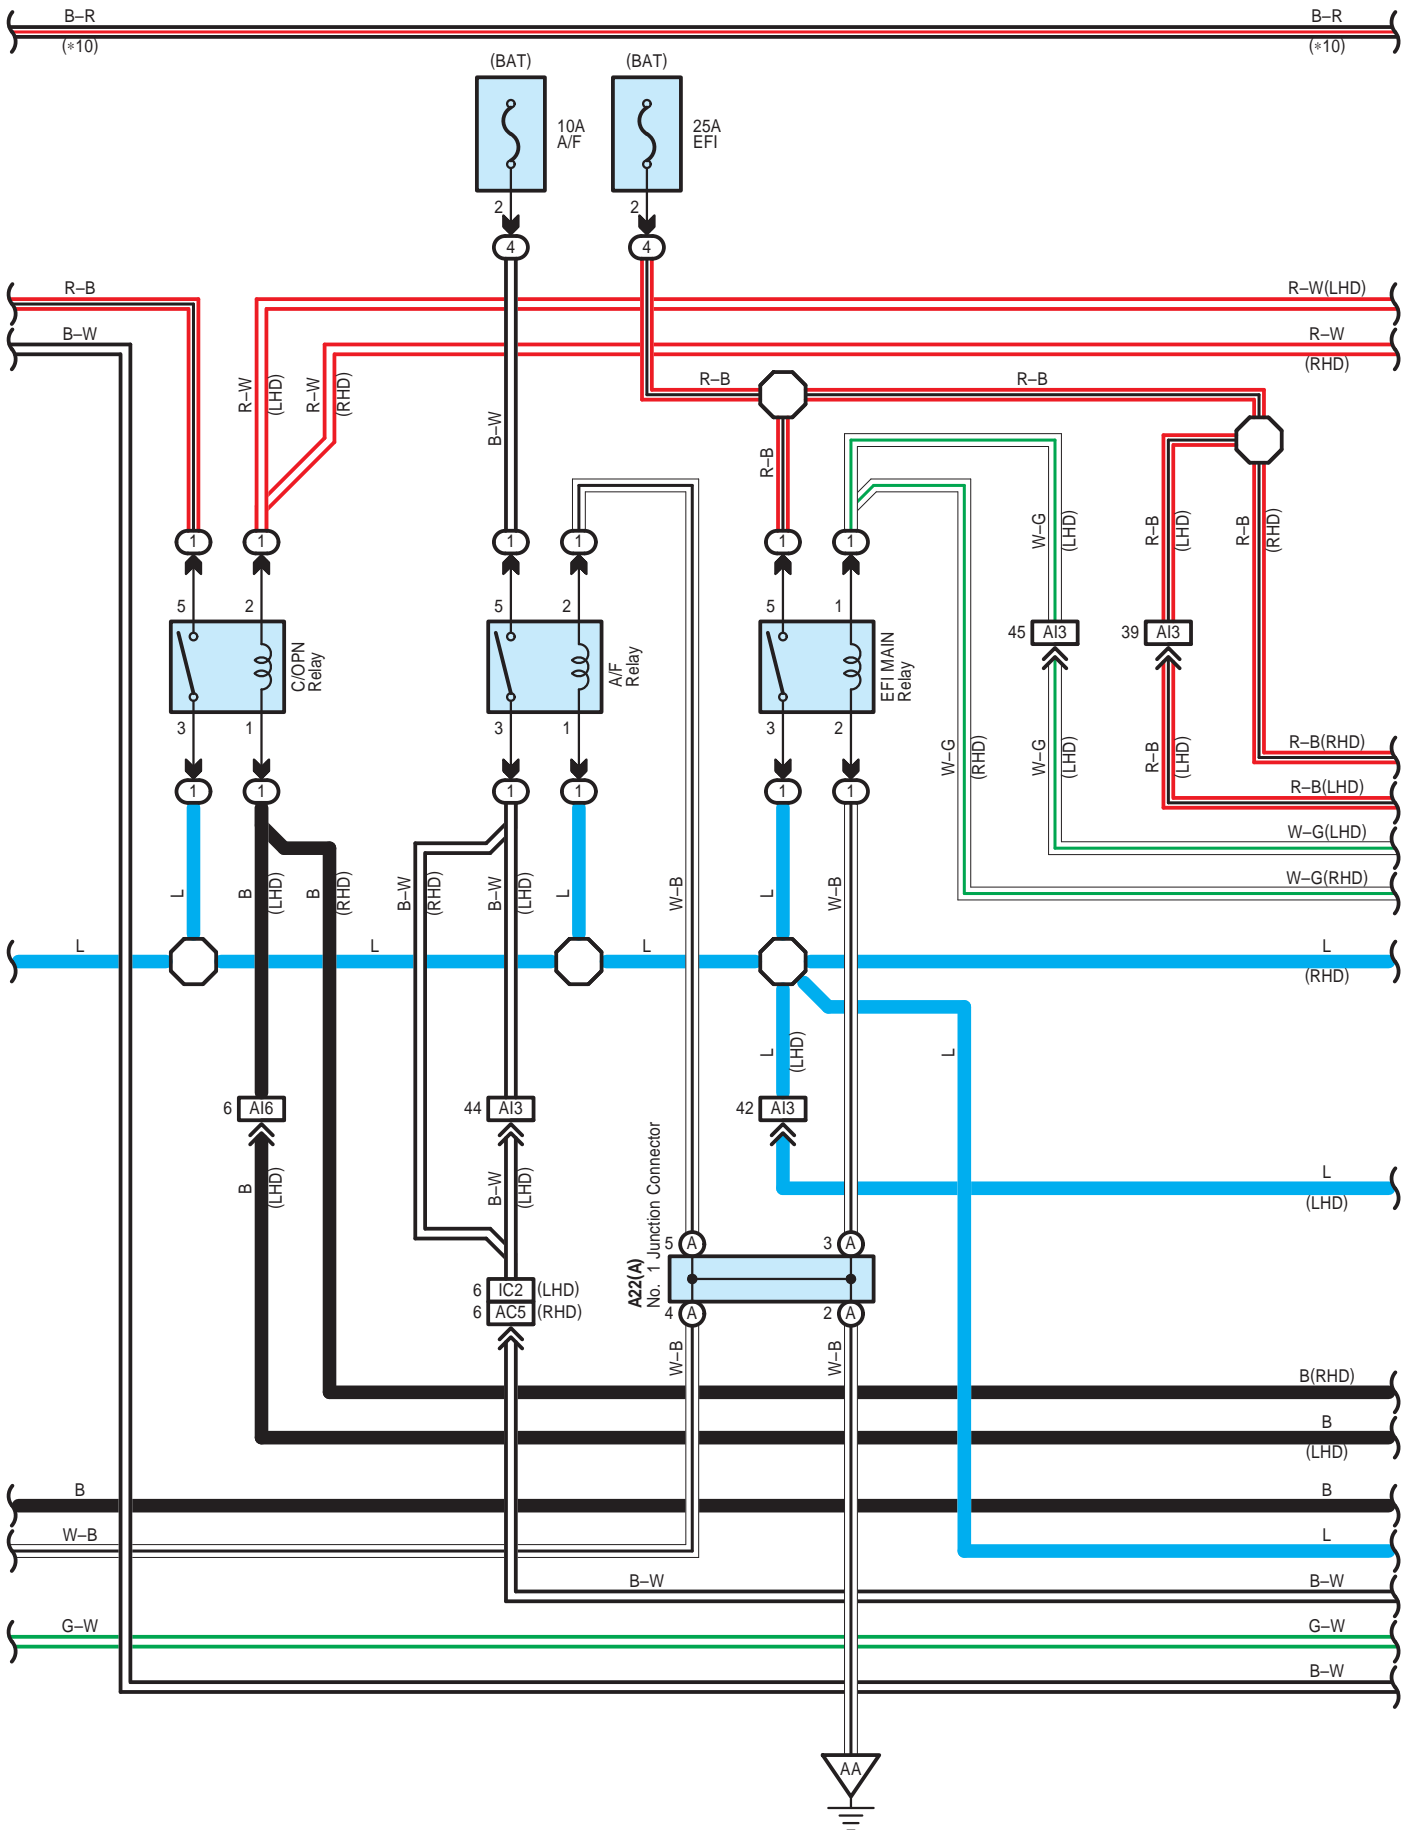 B–R
B–R
(∗10)
(∗10)
(BAT)
(BAT)
10A
A/F
25A
EFI
2
2
4
4
R–B
R–W(LHD)
B–W
R–W
(RHD)
R–W
(LHD)
R–W
(RHD)
R–B
R–B
B–W
R–B
W–G
(LHD)
R–B
(LHD)
R–B
(RHD)
1
1
1
1
1
1
5
2
5
2
5
1
45
AI3
39
AI3
C/OPN
Relay
A/F
Relay
EFI MAIN
Relay
3
1
3
1
3
2
W–G
(RHD)
W–G
(LHD)
R–B
(LHD)
R–B(RHD)
1
1
1
1
1
1
R–B(LHD)
W–G(LHD)
W–G(RHD)
L
B
(LHD)
B
(RHD)
B–W
(RHD)
B–W
(LHD)
L
W–B
L
W–B
L
L
L
L
(RHD)
L
(LHD)
L
6
AI6
44
AI3
42
AI3
B
(LHD)
B–W
(LHD)
L
(LHD)
A22(A)
No. 1 Junction Connector
5
A
3
A
6
IC2
(LHD)
6
AC5
(RHD)
4
A
2
A
W–B
W–B
B(RHD)
B
(LHD)
B
B
W–B
L
B–W
B–W
G–W
G–W
B–W
AA